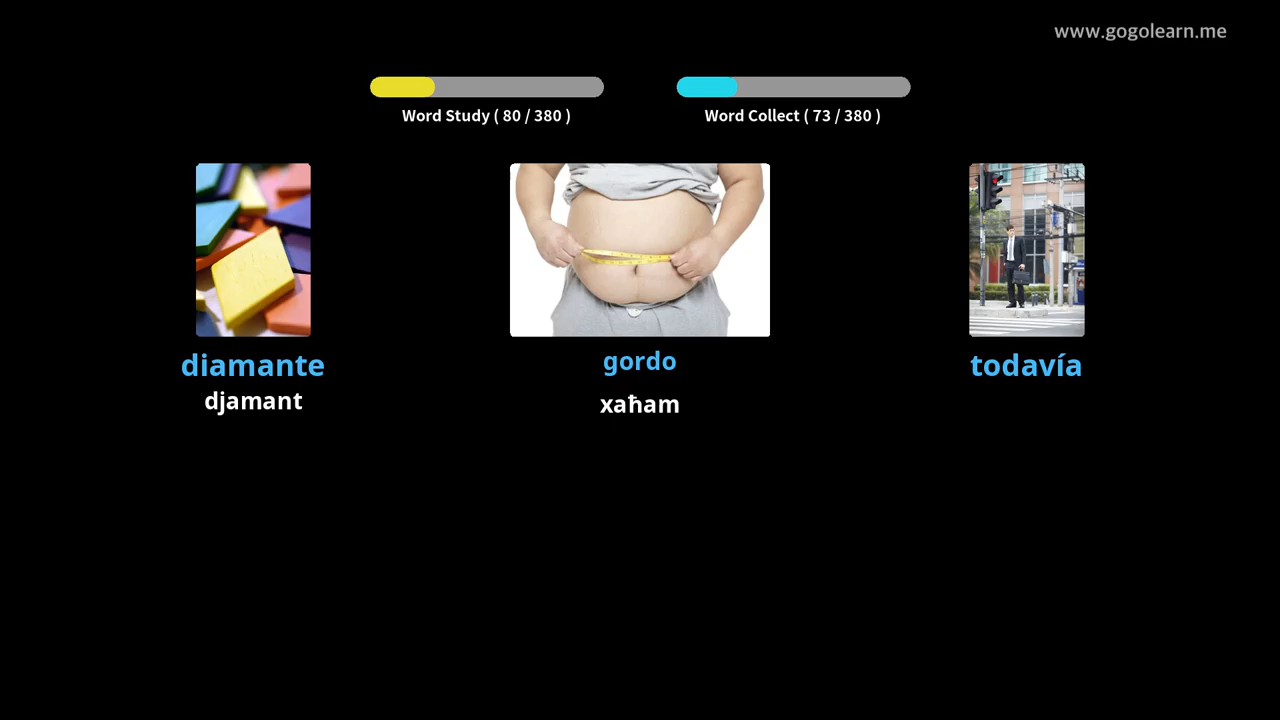 www.gogolearn.me
Word Study ( 80 / 380 )
Word Collect ( 73 / 380 )
diamante
djamant
gordo
xaħam
todavía